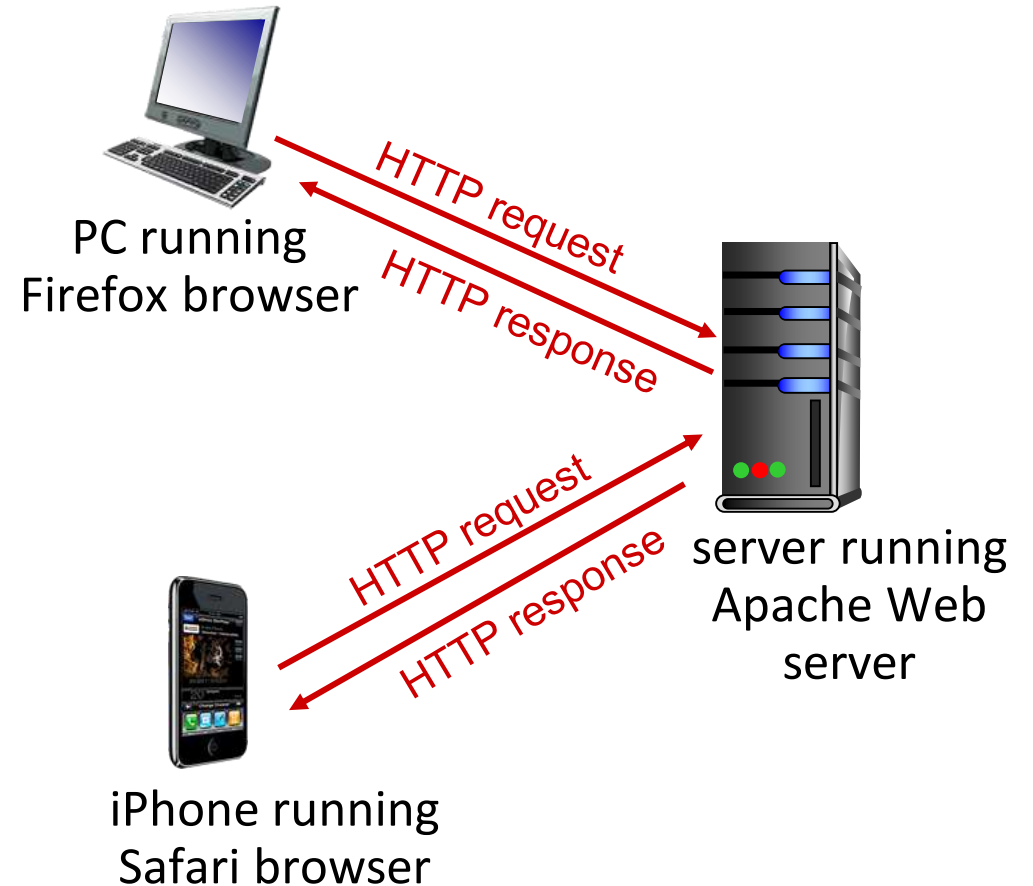 HTTP request
HTTP response
PC running
Firefox browser
HTTP request
HTTP response
server running
Apache Web
server
iPhone running
Safari browser